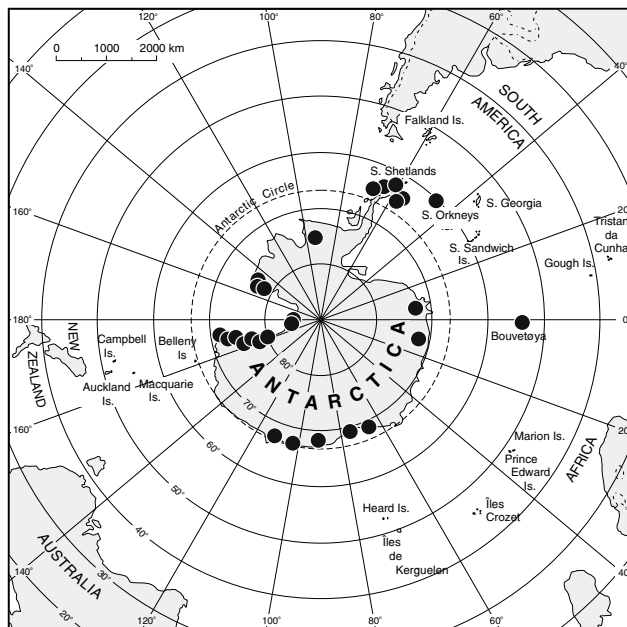 120°
100°
80°
60°
0 1000 2000 km
140°
40°
SOUTH
AMERICA
Falkland Is.
S. Shetlands
Antarctic Circle
S. Georgia
S. Orkneys
160°
20°
Tristan
da
Cunha
S. Sandwich
Is.
Gough Is.
180°
0°
NEW
ZEALAND
Campbell
Is.
Belleny
Is
Bouvetøya
Auckland
Is.
Macquarie
Is.
ANTARCTICA
80°
70°
60°
50°
40°
30°
20°
160°
20°
Marion Is.
Prince
Edward
Is.
AFRICA
Heard Is.
Îles
Crozet
Îles
de
Kerguelen
AUSTRALIA
140°
40°
120°
100°
80°
60°